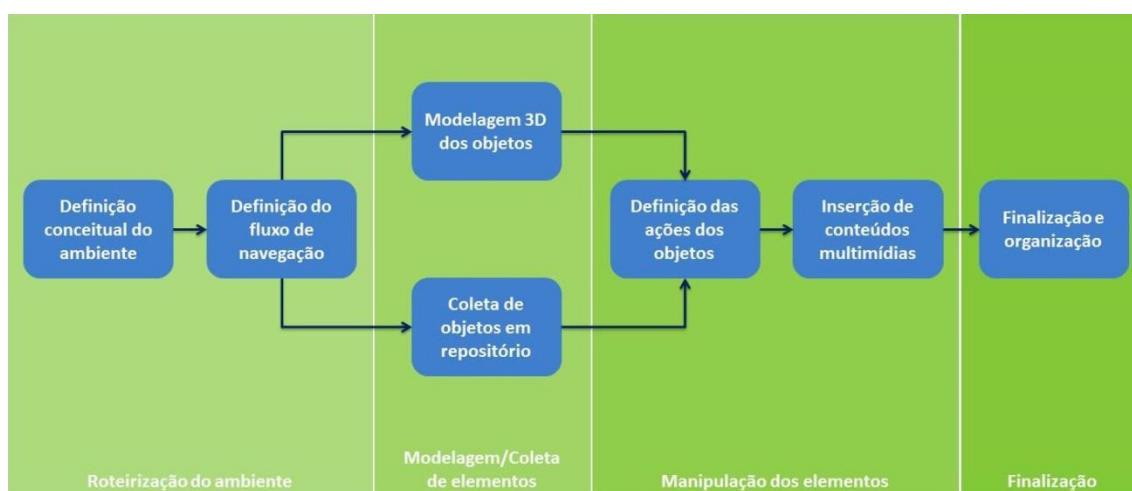 Definição
conceitual do
ambiente
Definição do
fluxo de
navegação
Modelagem 3D
dos objetos
Coleta de
objetos em
repositório
Definição das
ações dos
objetos
Inserção de
conteúdos
multimídias
Finalização e
organização
Roteirização do ambiente
Modelagem/Coleta
de elementos
Manipulação dos elementos
Finalização